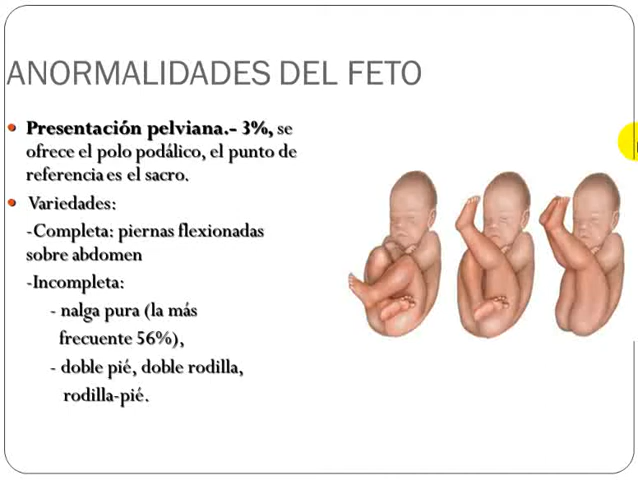 ANORMALIDADES DEL FETO
• Presentación pelviana.- 3%, se
ofrece el polo podálico, el punto de
referencia es el sacro.
• Variedades:
-Completa: piernas flexionadas
sobre abdomen
-Incompleta:
- nalga pura (la más
frecuente 56%),
- doble pié, doble rodilla,
rodilla-pié.